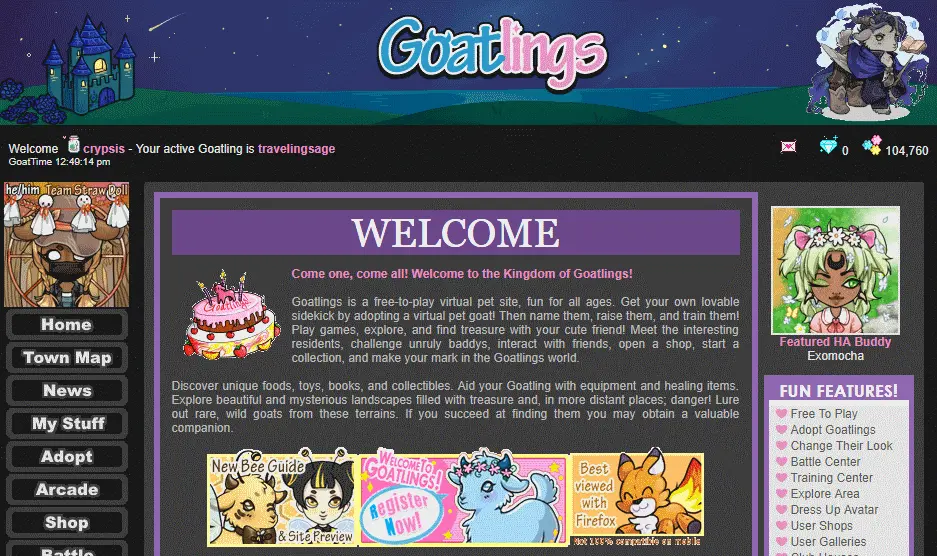 Goatlings
Welcome crypsis - Your active Goatling is travelingsage
GoatTime 12:49:14 pm
0
104,760
he/him Team Straw Doll
Home
Town Map
News
My Stuff
Adopt
Arcade
Shop
Battle
WELCOME
Come one, come all! Welcome to the Kingdom of Goatlings!
Goatlings is a free-to-play virtual pet site, fun for all ages. Get your own lovable
sidekick by adopting a virtual pet goat! Then name them, raise them, and train them!
Play games, explore, and find treasure with your cute friend! Meet the interesting
residents, challenge unruly baddys, interact with friends, open a shop, start a
collection, and make your mark in the Goatlings world.
Discover unique foods, toys, books, and collectibles. Aid your Goatling with equipment and healing items.
Explore beautiful and mysterious landscapes filled with treasure and, in more distant places; danger! Lure
out rare, wild goats from these terrains. If you succeed at finding them you may obtain a valuable
companion.
New Bee Guide
& Site Preview
WELCOME TO
GOATLINGS!
Register
Now!
Best
viewed
with
Firefox
Not 100% compatible on mobile
Featured HA Buddy
Exomocha
FUN FEATURES!
Free To Play
Adopt Goatlings
Change Their Look
Battle Center
Training Center
Explore Area
Dress Up Avatar
User Shops
User Galleries
Club Houses